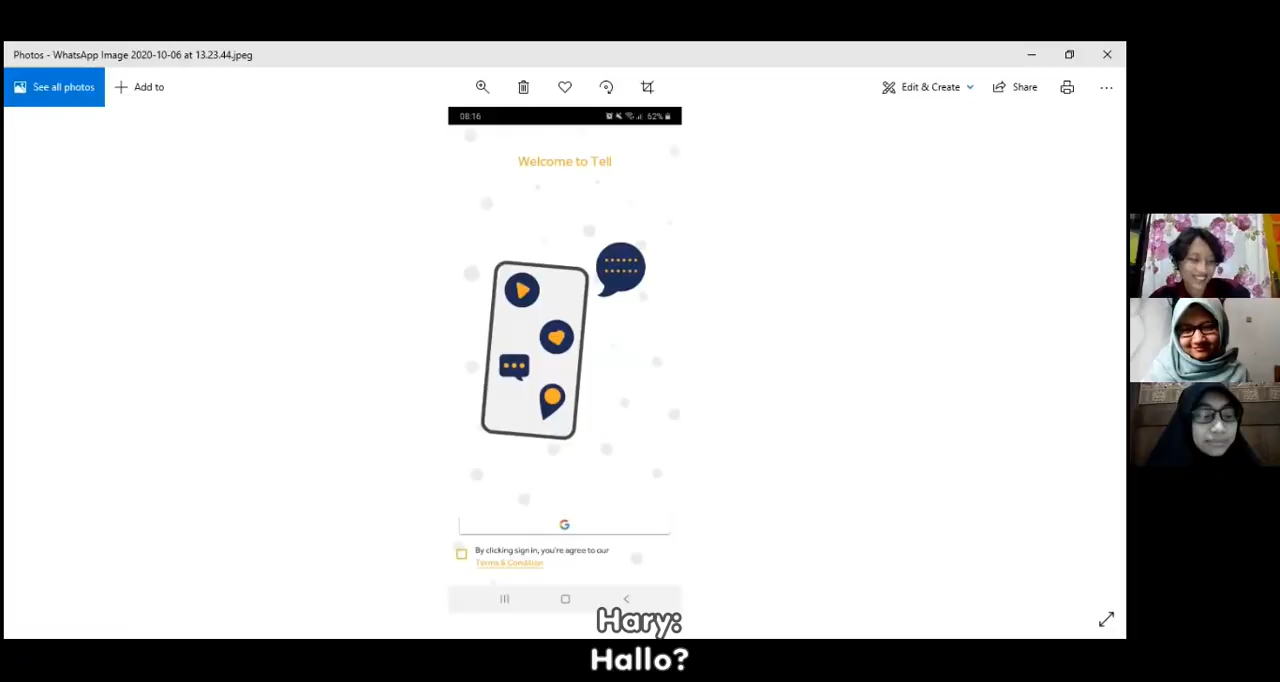 Photos - WhatsApp Image 2020-10-06 at 13.23.44.jpeg
See all photos
Add to
Edit & Create
Share
08:16
62%
Welcome to Tell
G
By clicking sign in, you're agree to our
Terms & Condition
Hary:
Hallo?